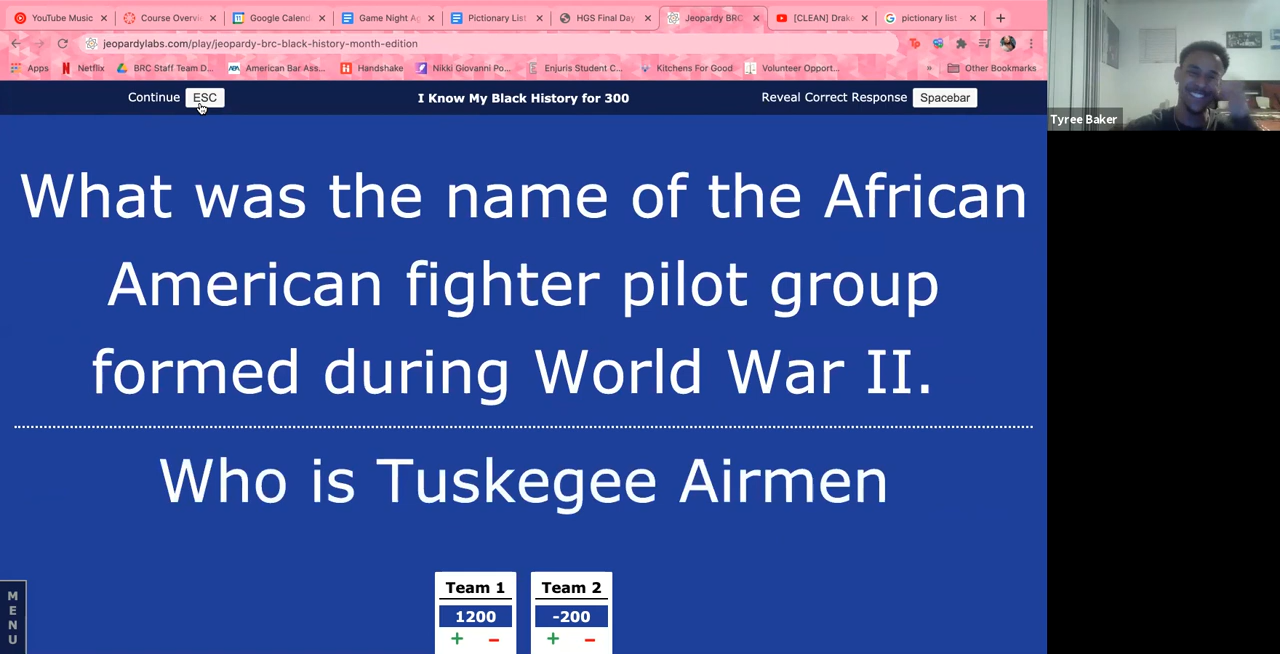 YouTube Music
Course Overvi
Google Calend
Game Night A
Pictionary List
HGS Final Day
Jeopardy BRC
[CLEAN] Drak
pictionary list
jeopardylabs.com/play/jeopardy-brc-black-history-month-edition
Apps
Netflix
BRC Staff Team D...
American Bar Ass...
Handshake
Nikki Giovanni Po...
Enjuris Student C...
Kitchens For Good
Volunteer Opport...
»
Other Bookmarks
Continue ESC
I Know My Black History for 300
Reveal Correct Response Spacebar
Tyree Baker
What was the name of the African
American fighter pilot group
formed during World War II.
Who is Tuskegee Airmen
MENU
Team 1
1200
+ −
Team 2
-200
+ −